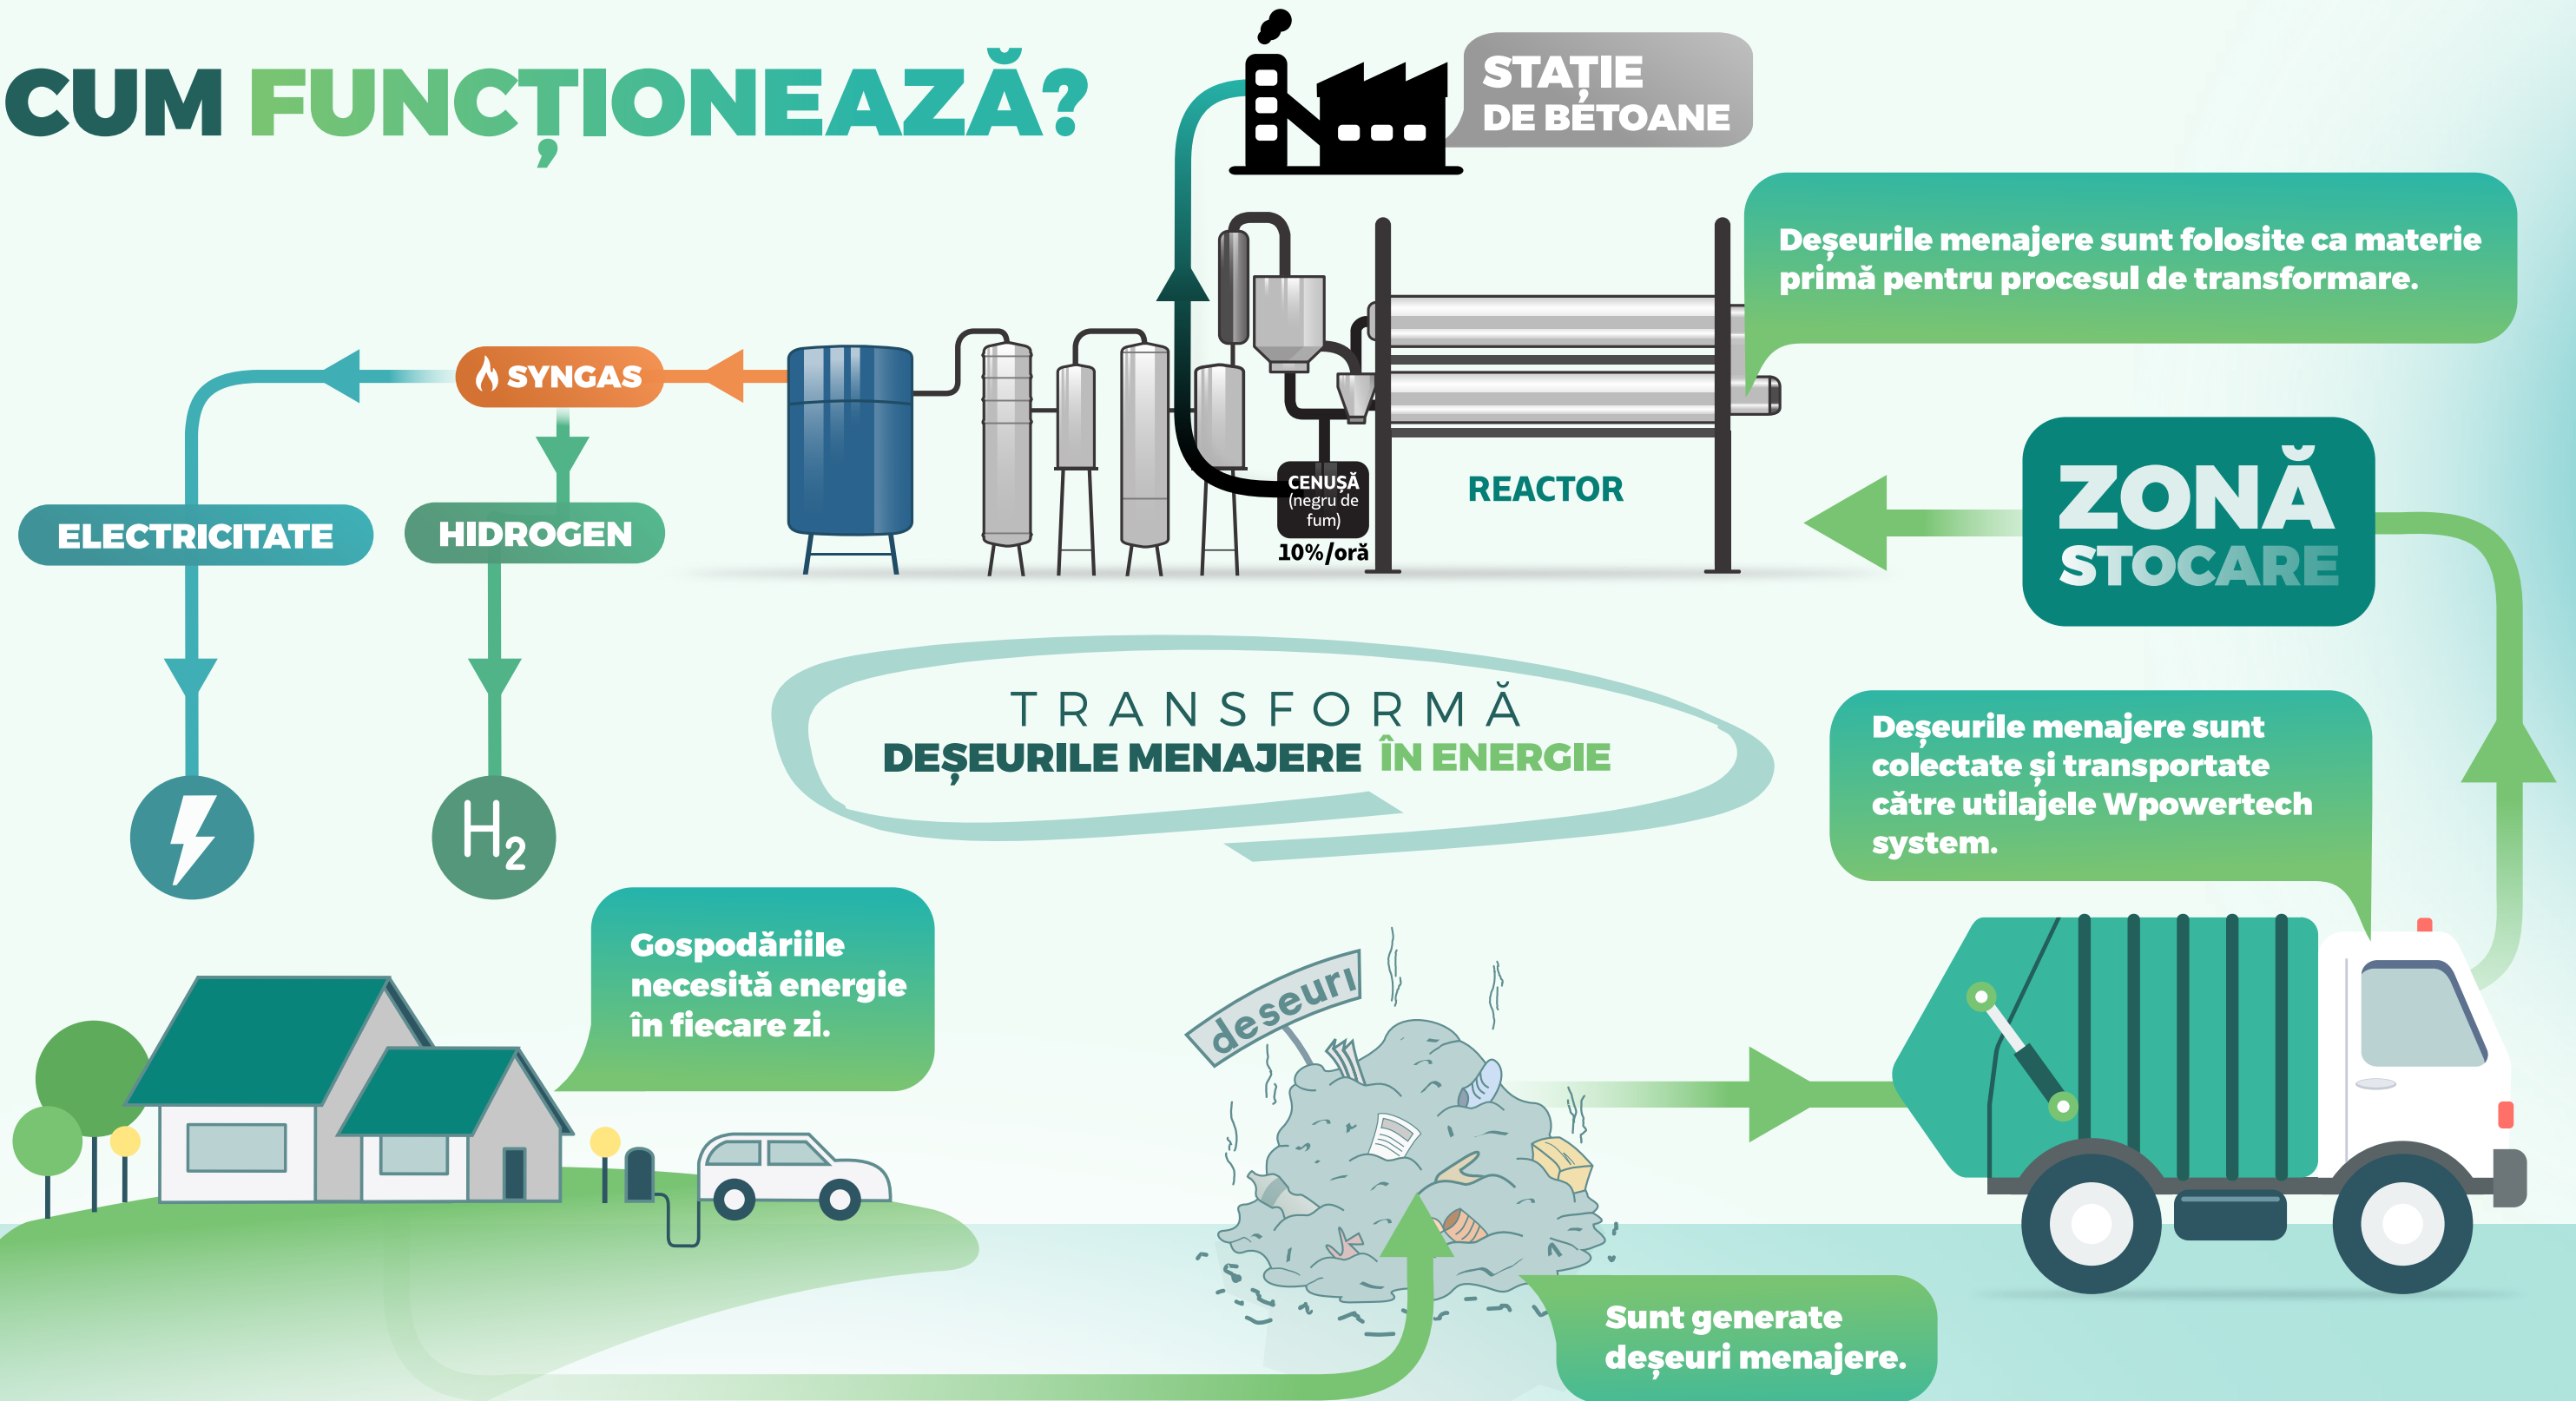 CUM FUNCȚIONEAZĂ?
STAȚIE
DE BETOANE
Deșeurile menajere sunt folosite ca materie
primă pentru procesul de transformare.
SYNGAS
ELECTRICITATE
HIDROGEN
CENUȘĂ
(negru de
fum)
10%/oră
REACTOR
ZONĂ
STOCARE
TRANSFORMĂ
DEȘEURILE MENAJERE ÎN ENERGIE
Deșeurile menajere sunt
colectate și transportate
către utilajele Wpowertech
system.
H2
Gospodăriile
necesită energie
în fiecare zi.
deseuri
Sunt generate
deșeuri menajere.